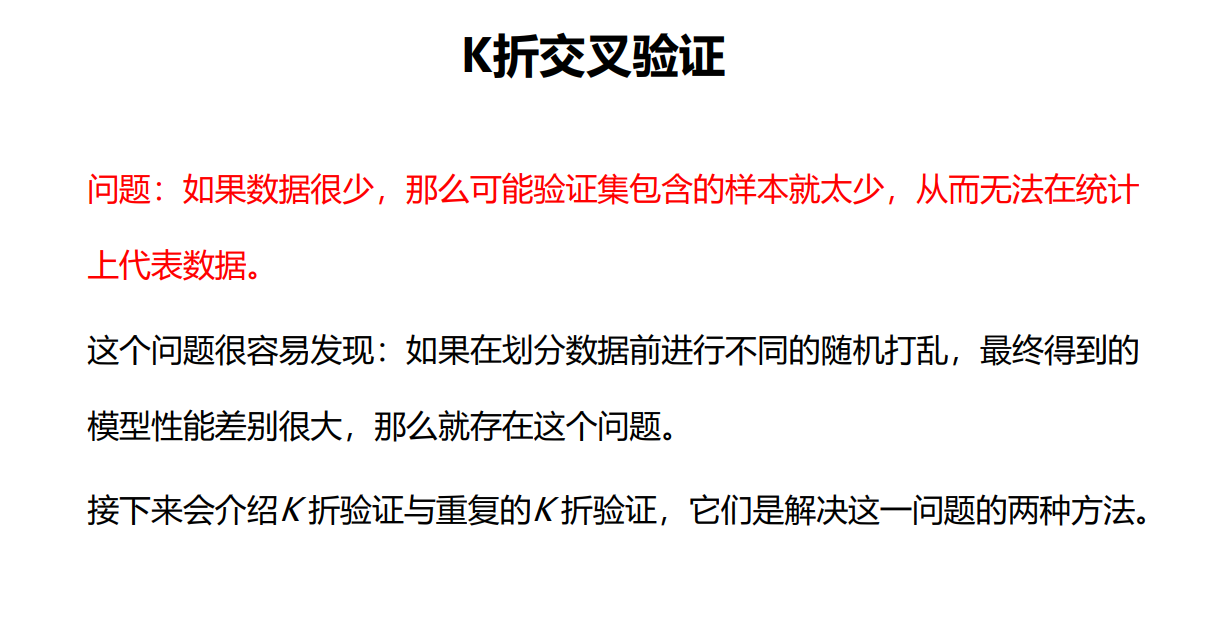 K折交叉验证
问题：如果数据很少，那么可能验证集包含的样本就太少，从而无法在统计
上代表数据。
这个问题很容易发现：如果在划分数据前进行不同的随机打乱，最终得到的
模型性能差别很大，那么就存在这个问题。
接下来会介绍K 折验证与重复的K 折验证，它们是解决这一问题的两种方法。